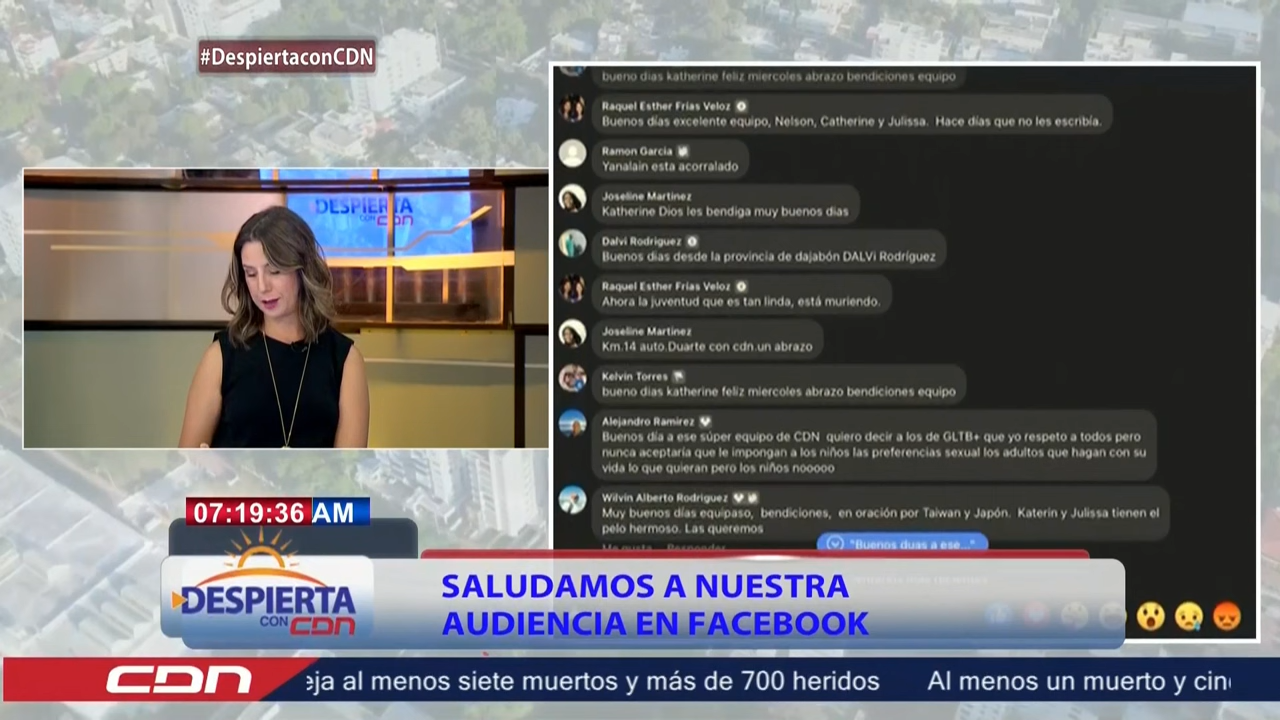 #DespiertaconCDN
DESPIERTA
CON CDN
bueno dias katherine feliz miercoles abrazo bendiciones equipo
Raquel Esther Frías Veloz
Buenos días excelente equipo, Nelson, Catherine y Julissa. Hace días que no les escribía.
Ramon Garcia
Yanalain esta acorralado
Joseline Martinez
Katherine Dios les bendiga muy buenos dias
Dalvi Rodriguez
Buenos dias desde la provincia de dajabón DALVi Rodríguez
Raquel Esther Frías Veloz
Ahora la juventud que es tan linda, está muriendo.
Joseline Martinez
Km.14 auto.Duarte con cdn.un abrazo
Kelvin Torres
bueno dias katherine feliz miercoles abrazo bendiciones equipo
Alejandro Ramirez
Buenos día a ese súper equipo de CDN quiero decir a los de GLTB+ que yo respeto a todos pero
nunca aceptaría que le impongan a los niños las preferencias sexual los adultos que hagan con su
vida lo que quieran pero los niños nooooo
Wilvin Alberto Rodriguez
Muy buenos días equipaso, bendiciones, en oración por Taiwan y Japón. Katerin y Julissa tienen el
pelo hermoso. Las queremos
Me gusta Responder
"Buenos duas a ese..."
07:19:36 AM
DESPIERTA
CON CDN
SALUDAMOS A NUESTRA
AUDIENCIA EN FACEBOOK
CDN
eja al menos siete muertos y más de 700 heridos Al menos un muerto y cin